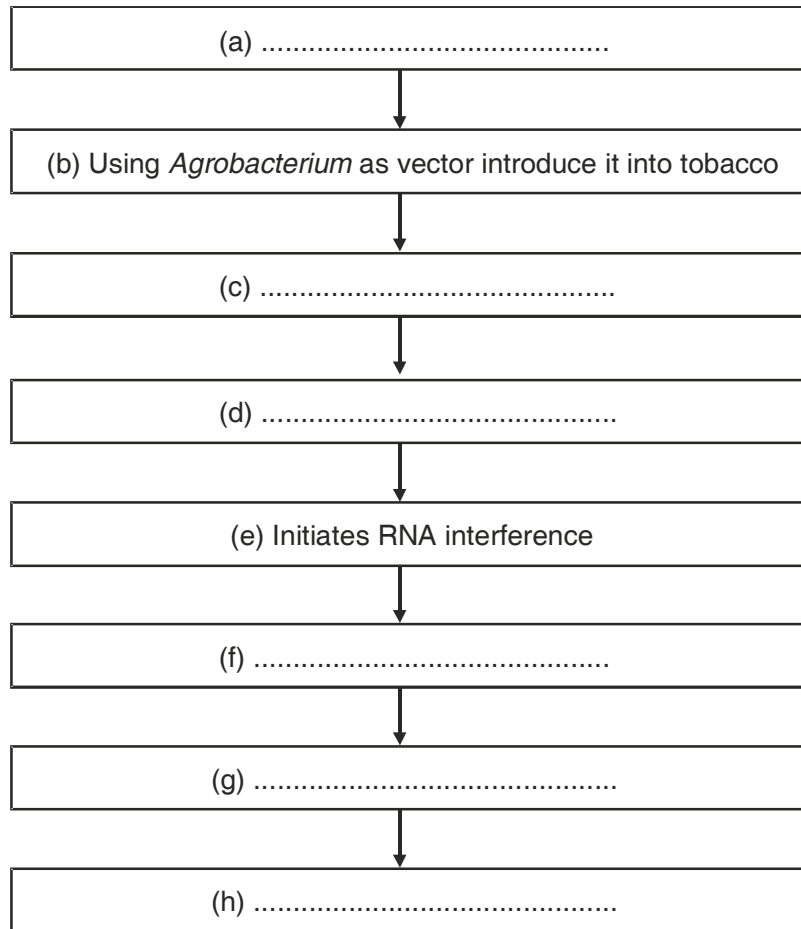 (a) ............................................
(b) Using Agrobacterium as vector introduce it into tobacco
(c) .............................................
(d) .............................................
(e) Initiates RNA interference
(f) .............................................
(g) ..............................................
(h) ..............................................